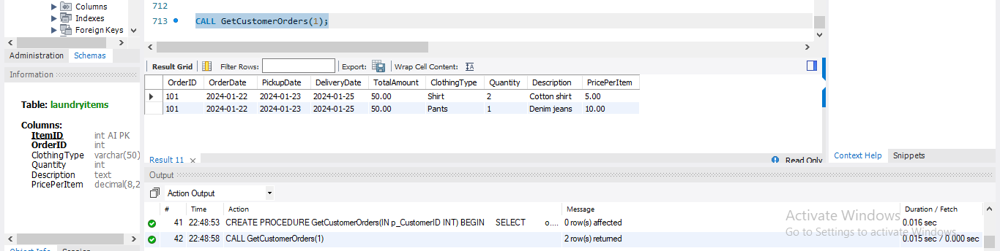 Columns
Indexes
Foreign Keys
712
713 CALL GetCustomerOrders(1);
Administration Schemas
Information
Table: laundryitems
Columns:
ItemID int AI PK
OrderID int
ClothingType varchar(50)
Quantity int
Description text
PricePerItem decimal(8,2
Result Grid Filter Rows: Export: Wrap Cell Content:
OrderID OrderDate PickupDate DeliveryDate TotalAmount ClothingType Quantity Description PricePerItem
101 2024-01-22 2024-01-23 2024-01-25 50.00 Shirt 2 Cotton shirt 5.00
101 2024-01-22 2024-01-23 2024-01-25 50.00 Pants 1 Denim jeans 10.00
Result 11 Read Only
Context Help Snippets
Output
Action Output
# Time Action Message Duration / Fetch
41 22:48:53 CREATE PROCEDURE GetCustomerOrders(IN p_CustomerID INT) BEGIN SELECT o.... 0 row(s) affected 0.016 sec
42 22:48:58 CALL GetCustomerOrders(1) 2 row(s) returned 0.015 sec / 0.000 sec
Activate Windows
Go to Settings to activate Windows.
Object Info Session